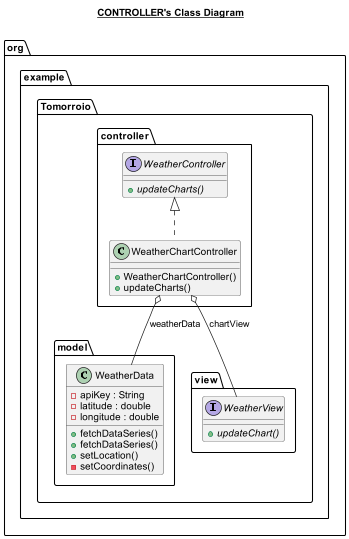 CONTROLLER's Class Diagram
org
example
Tomorroio
controller
I WeatherController
updateCharts()
C WeatherChartController
WeatherChartController()
updateCharts()
weatherData
chartView
model
C WeatherData
apiKey : String
latitude : double
longitude : double
fetchDataSeries()
fetchDataSeries()
setLocation()
setCoordinates()
view
I WeatherView
updateChart()